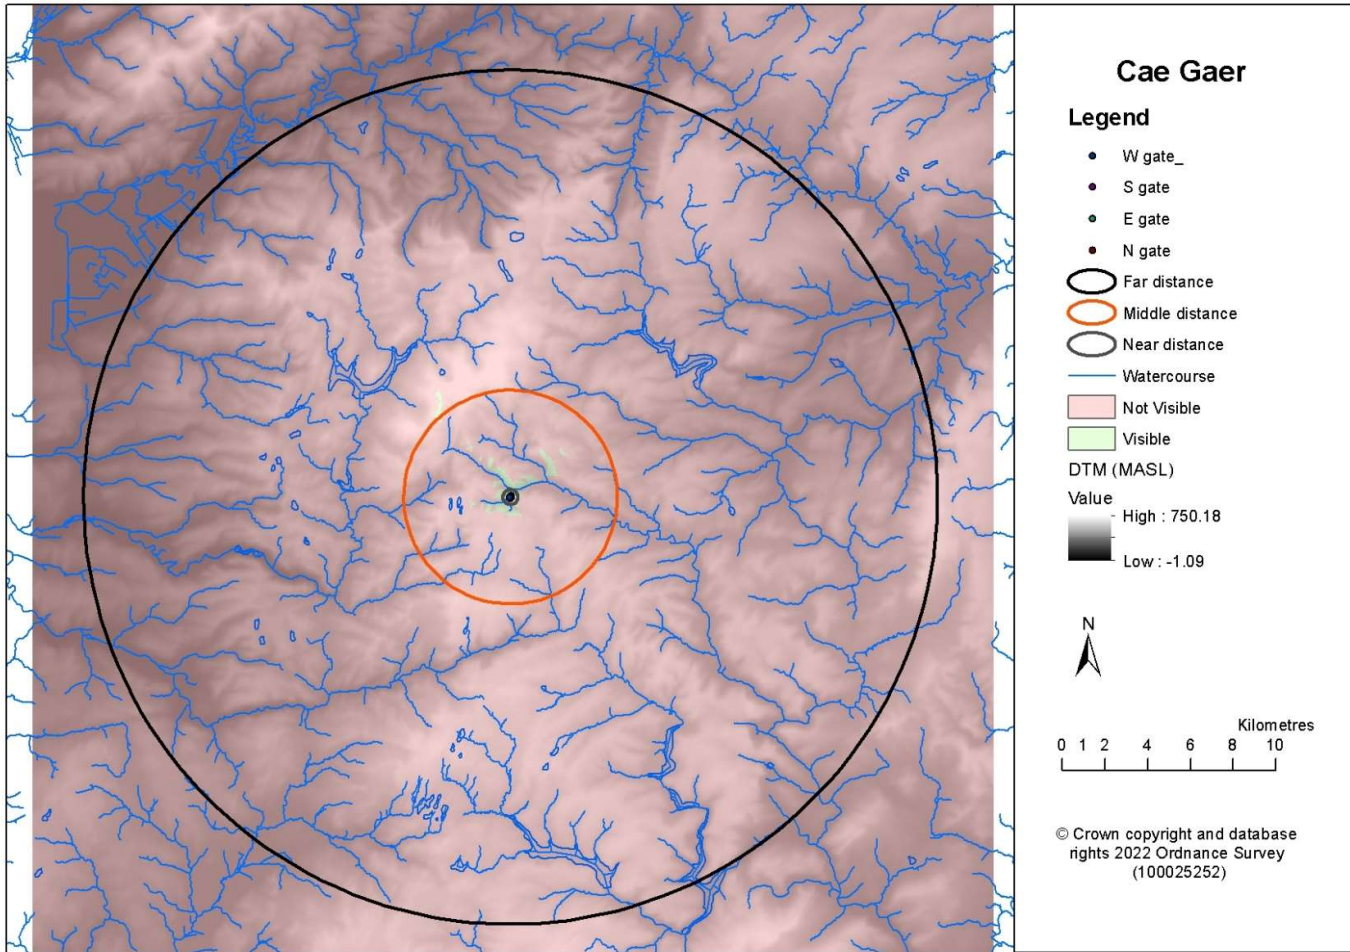 Cae Gaer
Legend
W gate_
S gate
E gate
N gate
Far distance
Middle distance
Near distance
Watercourse
Not Visible
Visible
DTM (MASL)
Value
High : 750.18
Low : -1.09
N
Kilometres
0 1 2 4 6 8 10
© Crown copyright and database
rights 2022 Ordnance Survey
(100025252)